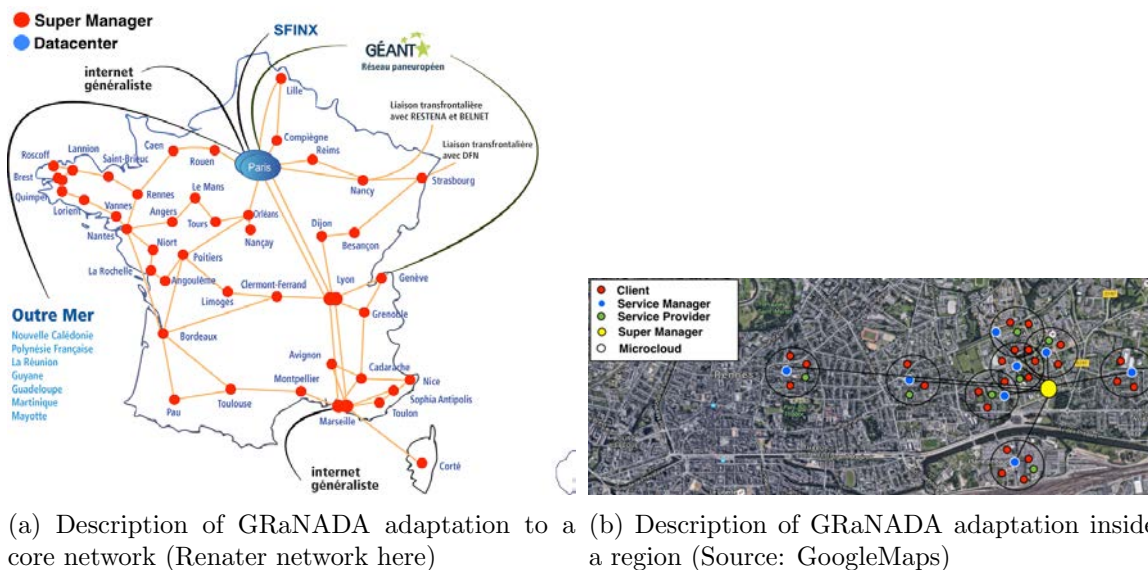 Super Manager
Datacenter
SFINX
GÉANT
Réseau paneuropéen
internet
généraliste
Lille
Liaison transfrontalière
avec RESTENA et BELNET
Compiègne
Liaison transfrontalière
avec DFN
Caen
Rouen
Reims
Paris
Roscoff
Lannion
Saint-Brieuc
Brest
Nancy
Strasbourg
Quimper
Rennes
Le Mans
Lorient
Vannes
Angers
Tours
Orléans
Dijon
Nantes
Nançay
Besançon
Niort
Poitiers
La Rochelle
Angoulème
Clermont-Ferrand
Lyon
Genève
Limoges
Grenoble
Outre Mer
Nouvelle Calédonie
Polynésie Française
La Réunion
Guyane
Guadeloupe
Martinique
Mayotte
Bordeaux
Avignon
Cadarache
Montpellier
Nice
Sophia Antipolis
Pau
Toulouse
Marseille
Toulon
internet
généraliste
Corté
Client
Service Manager
Service Provider
Super Manager
Microcloud
(a) Description of GRaNADA adaptation to a
core network (Renater network here)
(b) Description of GRaNADA adaptation inside
a region (Source: GoogleMaps)